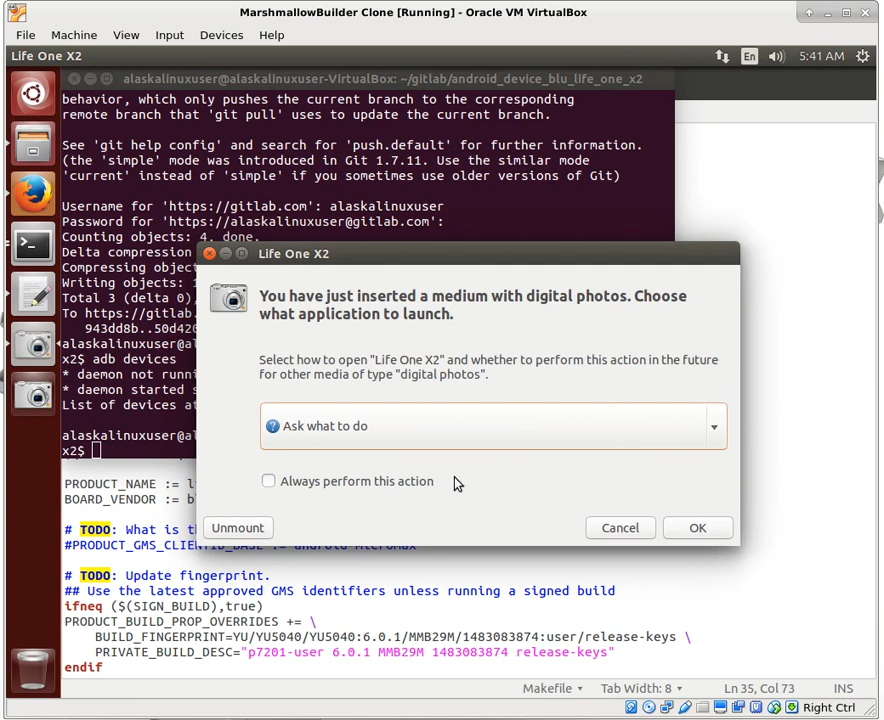 MarshmallowBuilder Clone [Running] - Oracle VM VirtualBox
File Machine View Input Devices Help
Life One X2
En
5:41 AM
alaskalinuxuser@alaskalinuxuser-VirtualBox: ~/gitlab/android_device_blu_life_one_x2
behavior, which only pushes the current branch to the corresponding
remote branch that 'git pull' uses to update the current branch.
See 'git help config' and search for 'push.default' for further information.
(the 'simple' mode was introduced in Git 1.7.11. Use the similar mode
'current' instead of 'simple' if you sometimes use older versions of Git)
Username for 'https://gitlab.com': alaskalinuxuser
Password for 'https://alaskalinuxuser@gitlab.com':
Counting objects: 4, done.
Delta compression
Compressing objec
Writing objects: 1
Total 3 (delta 0),
To https://gitlab.
943dd8b..50d420
alaskalinuxuser@al
x2$ adb devices
* daemon not runni
* daemon started s
List of devices at
alaskalinuxuser@al
x2$
Life One X2
You have just inserted a medium with digital photos. Choose
what application to launch.
Select how to open "Life One X2" and whether to perform this action in the future
for other media of type "digital photos".
Ask what to do
Always perform this action
Unmount
Cancel
OK
PRODUCT_NAME := l
BOARD_VENDOR := b
# TODO: What is th
#PRODUCT_GMS_CLIENTID_BASE := android-micromax
# TODO: Update fingerprint.
## Use the latest approved GMS identifiers unless running a signed build
ifneq ($(SIGN_BUILD),true)
PRODUCT_BUILD_PROP_OVERRIDES += \
BUILD_FINGERPRINT=YU/YU5040/YU5040:6.0.1/MMB29M/1483083874:user/release-keys \
PRIVATE_BUILD_DESC="p7201-user 6.0.1 MMB29M 1483083874 release-keys"
endif
Makefile
Tab Width: 8
Ln 35, Col 73
INS
Right Ctrl